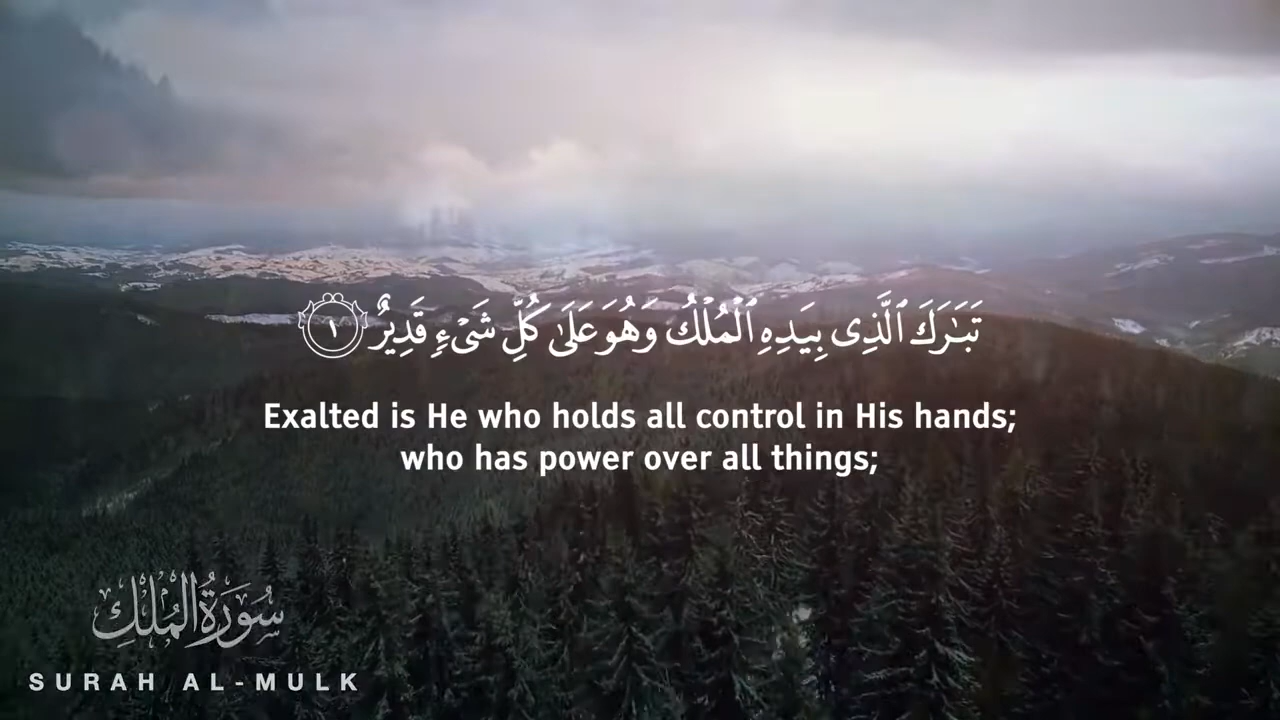 تَبَـٰرَكَ ٱلَّذِى بِيَدِهِ ٱلْمُلْكُ وَهُوَ عَلَىٰ كُلِّ شَىْءٍ قَدِيرٌ ١
Exalted is He who holds all control in His hands;
who has power over all things;
سُورَةُ الْمُلْكِ
SURAH AL-MULK